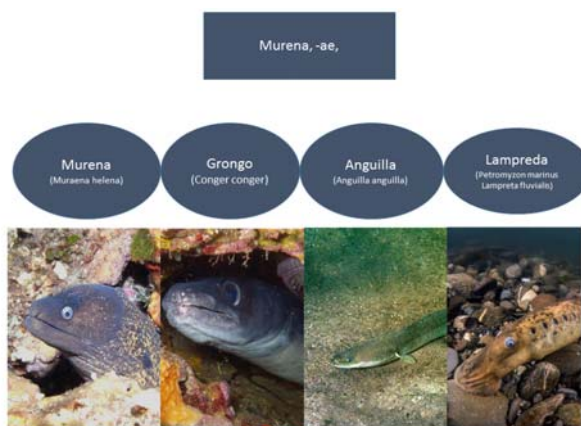 Murena, -ae,
Murena
(Muraena helena)
Grongo
(Conger conger)
Anguilla
(Anguilla anguilla)
Lampreda
(Petromyzon marinus
Lampreta fluvialis)